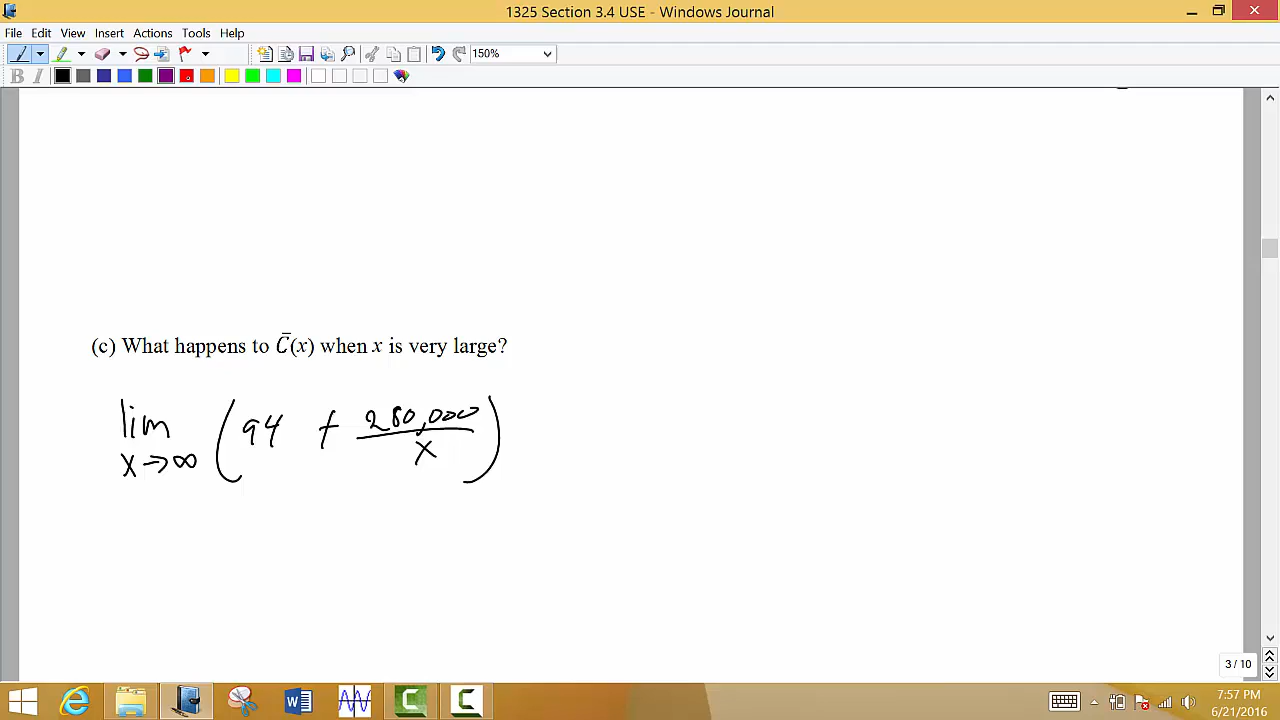 1325 Section 3.4 USE - Windows Journal
File Edit View Insert Actions Tools Help
150%
B I
(c) What happens to C̄(x) when x is very large?
lim x→∞ (94 + 280,000/x)
3 / 10
7:57 PM
6/21/2016